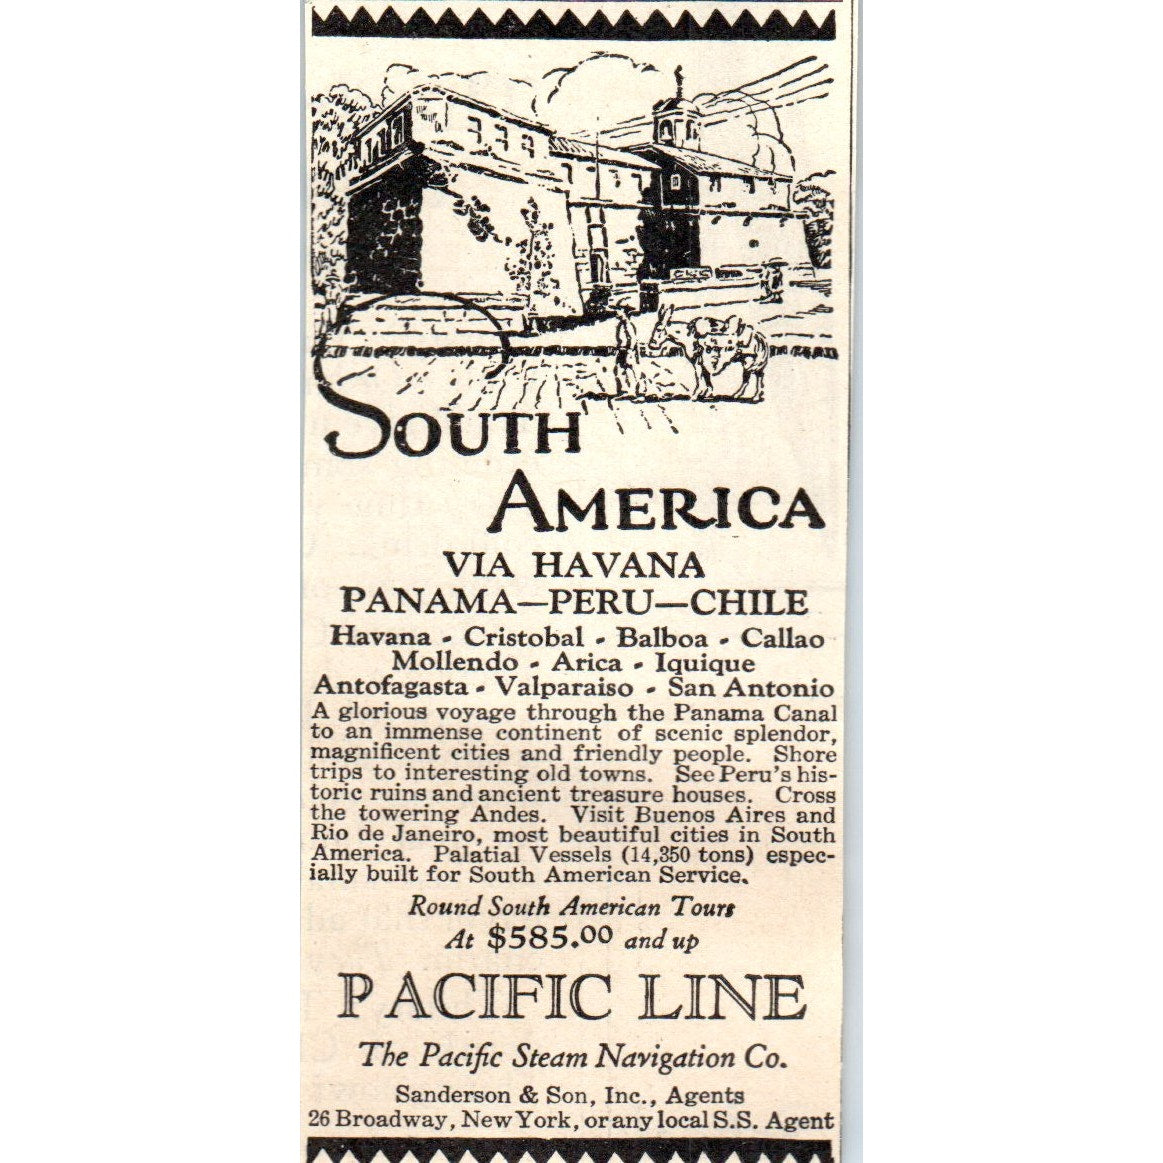 SOUTH
AMERICA
VIA HAVANA
PANAMA—PERU—CHILE
Havana - Cristobal - Balboa - Callao
Mollendo - Arica - Iquique
Antofagasta - Valparaiso - San Antonio
A glorious voyage through the Panama Canal
to an immense continent of scenic splendor,
magnificent cities and friendly people. Shore
trips to interesting old towns. See Peru's his-
toric ruins and ancient treasure houses. Cross
the towering Andes. Visit Buenos Aires and
Rio de Janeiro, most beautiful cities in South
America. Palatial Vessels (14,350 tons) espec-
ially built for South American Service.
Round South American Tours
At $585.00 and up
PACIFIC LINE
The Pacific Steam Navigation Co.
Sanderson & Son, Inc., Agents
26 Broadway, New York, or any local S.S. Agent